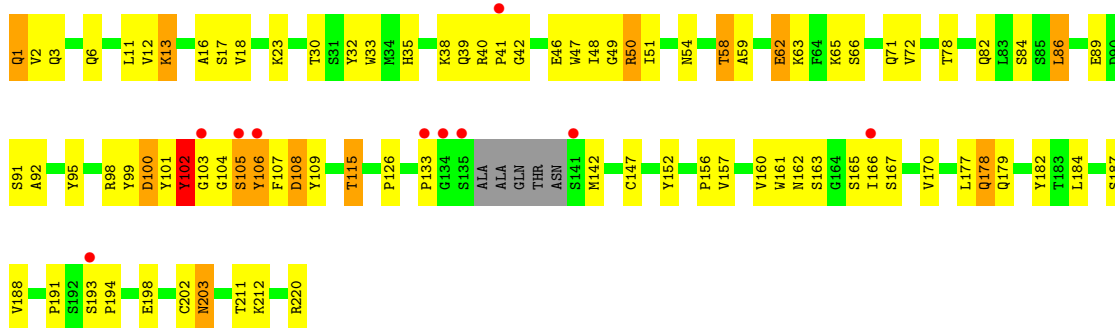 Q1 V2 Q3 Q6 L11 V12 K13 A16 S17 V18 K23 T30 S31 Y32 W33 M34 H35 K38 Q39 R40 P41 G42 E46 W47 I48 G49 R50 I51 N54 T58 A59 E62 K63 F64 K65 S66 Q71 V72 T78 Q82 L83 S84 S85 L86 E89 D90
S91 A92 Y95 R98 Y99 D100 Y101 Y102 G103 G104 S105 Y106 F107 D108 Y109 T115 P126 P133 G134 S135 ALA ALA GLN THR ASN S141 M142 C147 Y152 P156 V157 V160 W161 N162 S163 G164 S165 I166 S167 V170 L177 Q178 Q179 Y182 T183 L184 S187
V188 P191 S192 S193 P194 E198 C202 N203 T211 K212 R220